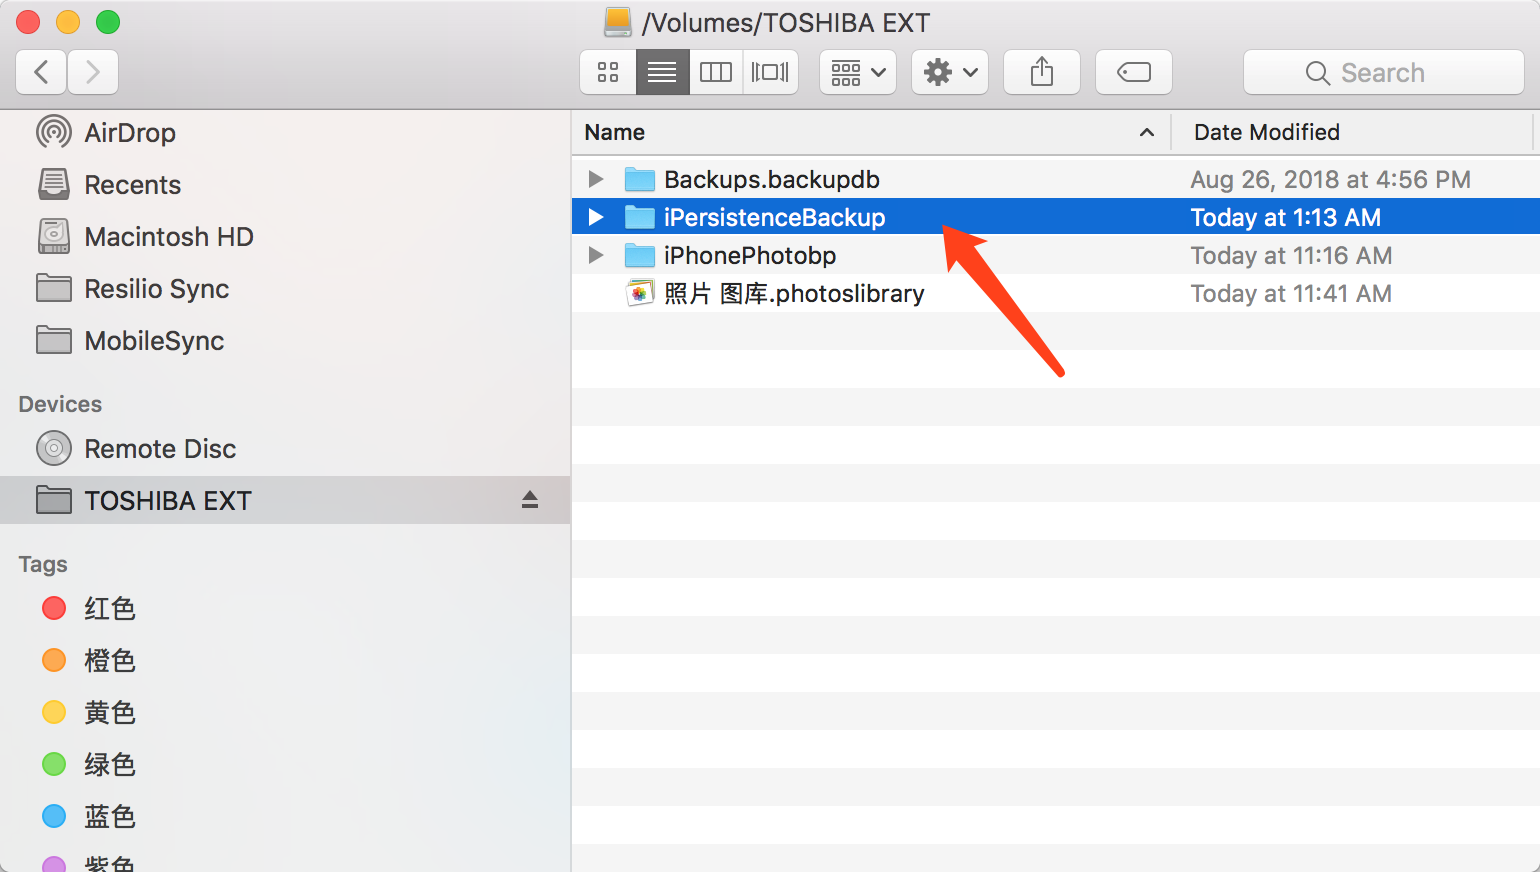 /Volumes/TOSHIBA EXT
Search
AirDrop
Recents
Macintosh HD
Resilio Sync
MobileSync
Devices
Remote Disc
TOSHIBA EXT
Tags
红色
橙色
黄色
绿色
蓝色
紫色
Name Date Modified
Backups.backupdb Aug 26, 2018 at 4:56 PM
iPersistenceBackup Today at 1:13 AM
iPhonePhotobp Today at 11:16 AM
照片 图库.photoslibrary Today at 11:41 AM